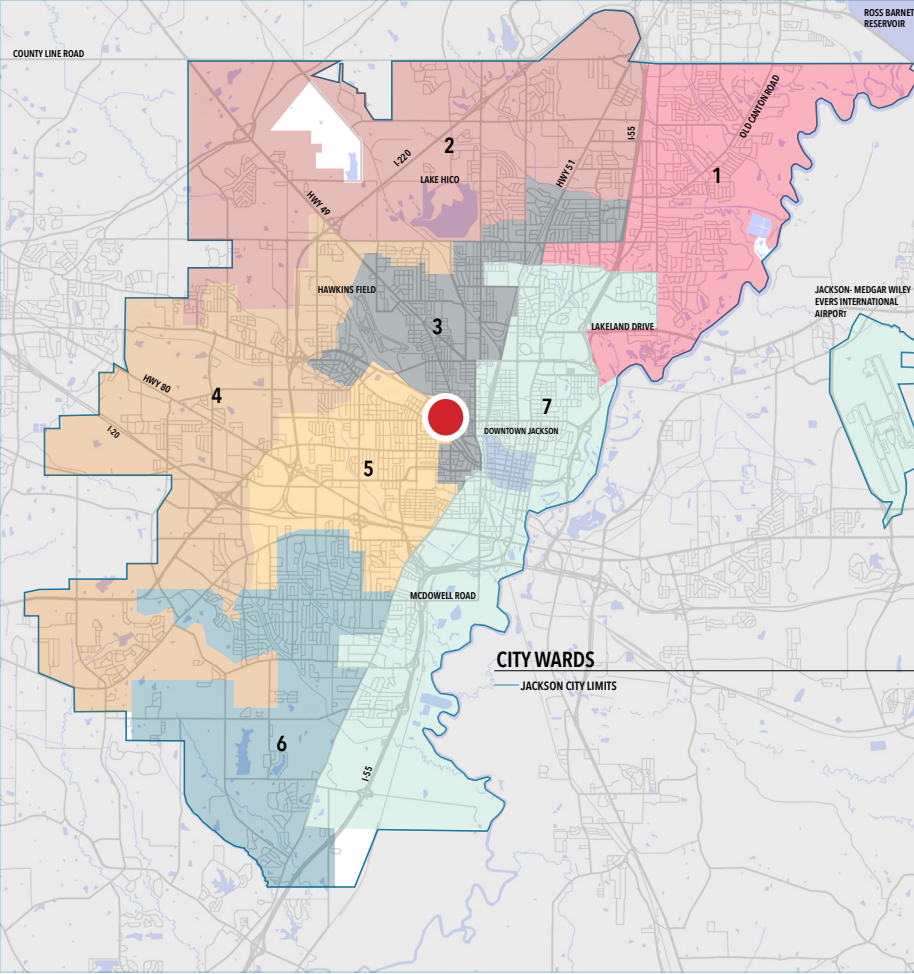 ROSS BARNET
RESERVOIR
COUNTY LINE ROAD
OLD CANTON ROAD
I-55
2
I-220
HWY 51
1
LAKE HICO
HWY 49
HAWKINS FIELD
JACKSON- MEDGAR WILEY
EVERS INTERNATIONAL
AIRPORT
3
LAKELAND DRIVE
HWY 80
4
7
I-20
DOWNTOWN JACKSON
5
MCDOWELL ROAD
CITY WARDS
JACKSON CITY LIMITS
6
I-55